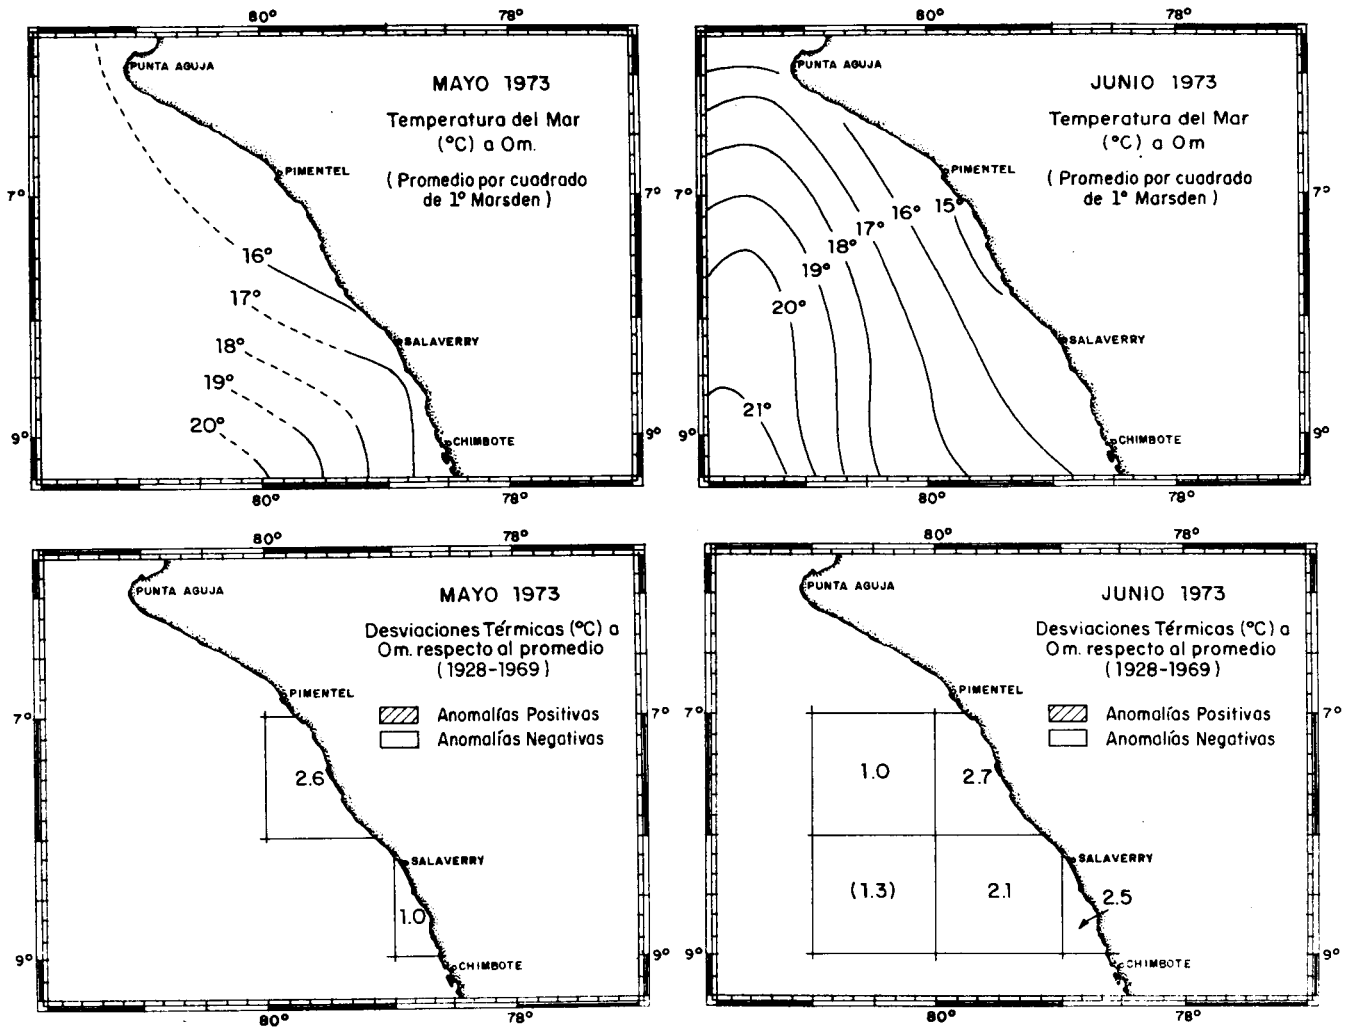 80°
78°
PUNTA AGUJA
MAYO 1973
Temperatura del Mar
(°C) a 0m.
(Promedio por cuadrado
de 1° Marsden)
PIMENTEL
7°
7°
16°
17°
18°
19°
20°
SALAVERRY
CHIMBOTE
9°
9°
80°
78°
80°
78°
PUNTA AGUJA
JUNIO 1973
Temperatura del Mar
(°C) a 0m
(Promedio por cuadrado
de 1° Marsden)
PIMENTEL
7°
7°
15°
16°
17°
18°
19°
20°
21°
SALAVERRY
CHIMBOTE
9°
9°
80°
78°
80°
78°
PUNTA AGUJA
MAYO 1973
Desviaciones Térmicas (°C) a
0m. respecto al promedio
(1928-1969)
PIMENTEL
Anomalías Positivas
Anomalías Negativas
7°
7°
2.6
SALAVERRY
1.0
CHIMBOTE
9°
9°
80°
78°
80°
78°
PUNTA AGUJA
JUNIO 1973
Desviaciones Térmicas (°C) a
0m. respecto al promedio
(1928-1969)
PIMENTEL
Anomalías Positivas
Anomalías Negativas
7°
7°
1.0
2.7
SALAVERRY
(1.3)
2.1
2.5
CHIMBOTE
9°
9°
80°
78°